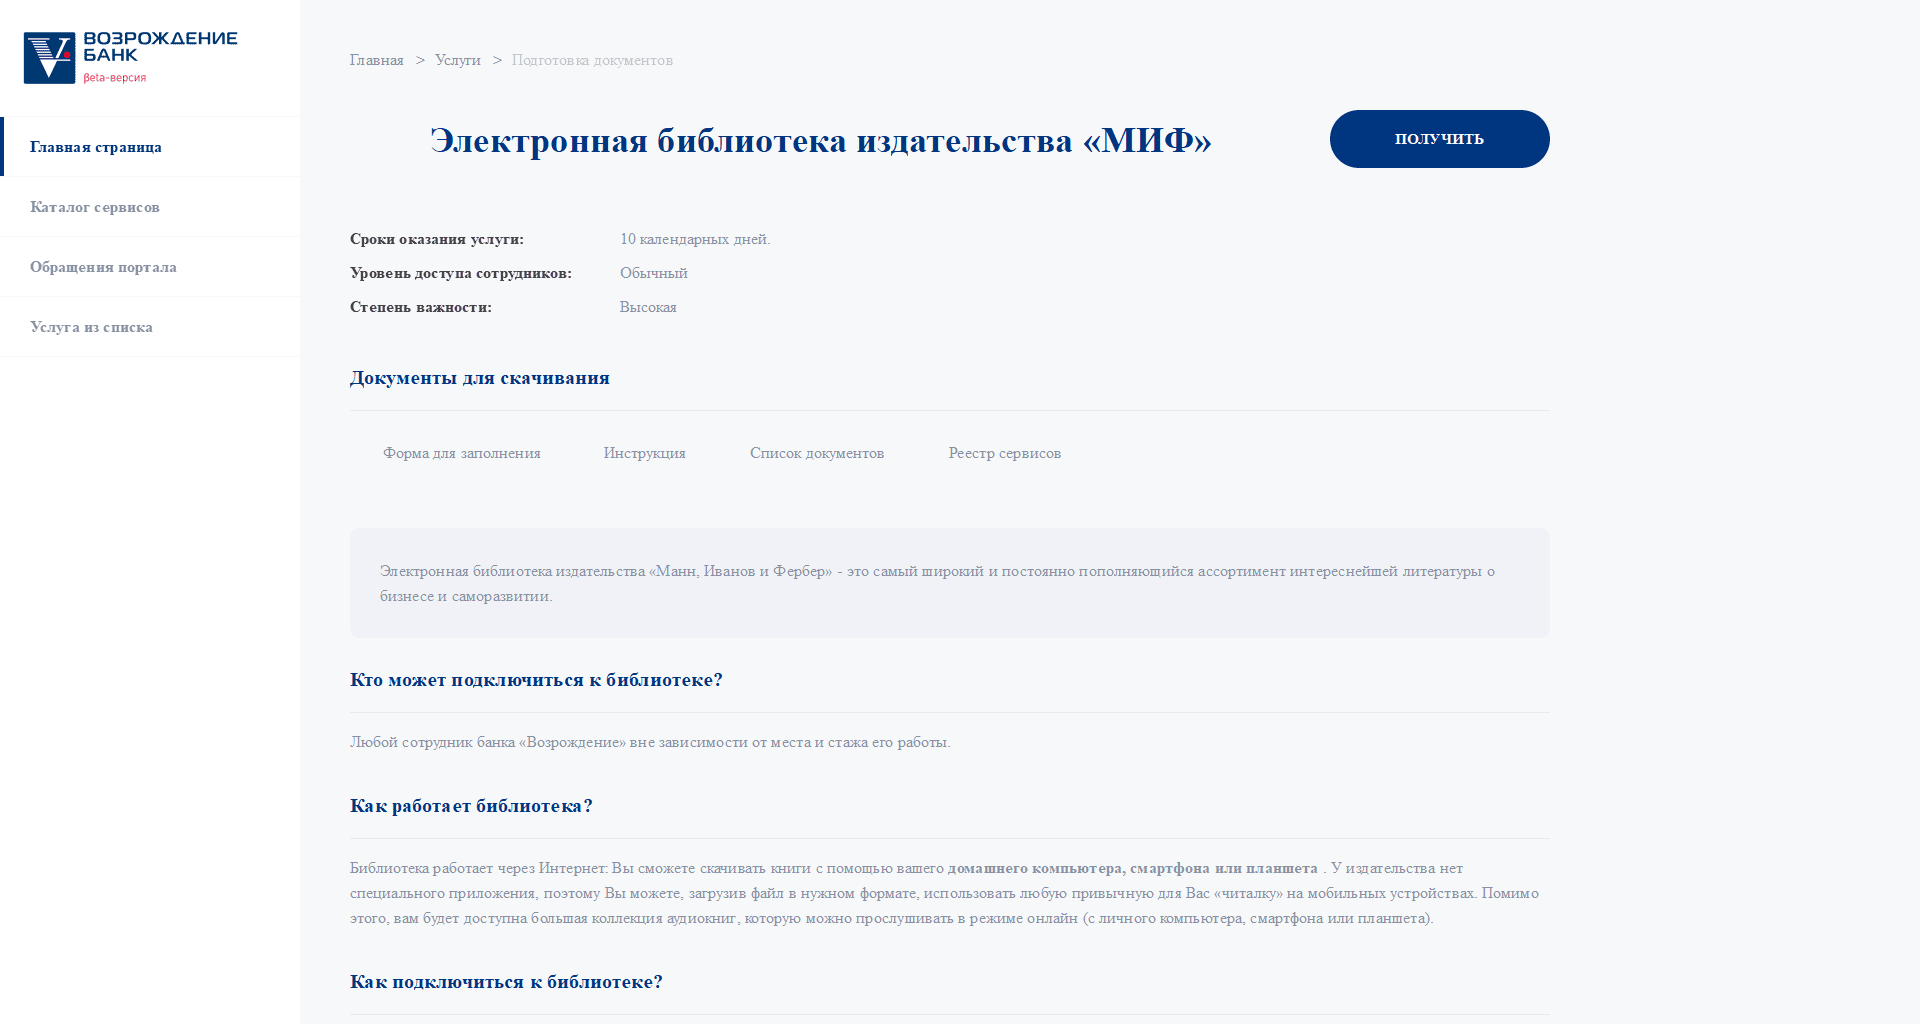 ВОЗРОЖДЕНИЕ
БАНК
βeta-версия
Главная страница
Каталог сервисов
Обращения портала
Услуга из списка
Главная > Услуги > Подготовка документов
Электронная библиотека издательства «МИФ»
ПОЛУЧИТЬ
Сроки оказания услуги: 10 календарных дней.
Уровень доступа сотрудников: Обычный
Степень важности: Высокая
Документы для скачивания
Форма для заполнения Инструкция Список документов Реестр сервисов
Электронная библиотека издательства «Манн, Иванов и Фербер» - это самый широкий и постоянно пополняющийся ассортимент интереснейшей литературы о
бизнесе и саморазвитии.
Кто может подключиться к библиотеке?
Любой сотрудник банка «Возрождение» вне зависимости от места и стажа его работы.
Как работает библиотека?
Библиотека работает через Интернет: Вы сможете скачивать книги с помощью вашего домашнего компьютера, смартфона или планшета . У издательства нет
специального приложения, поэтому Вы можете, загрузив файл в нужном формате, использовать любую привычную для Вас «читалку» на мобильных устройствах. Помимо
этого, вам будет доступна большая коллекция аудиокниг, которую можно прослушивать в режиме онлайн (с личного компьютера, смартфона или планшета).
Как подключиться к библиотеке?